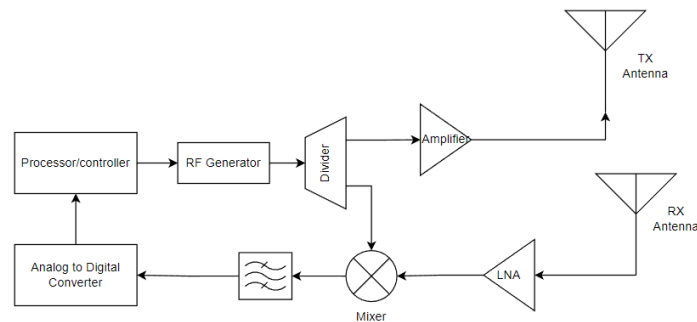 TX
Antenna
Processor/controller
RF Generator
Divider
Amplifier
RX
Antenna
Analog to Digital
Converter
LNA
Mixer